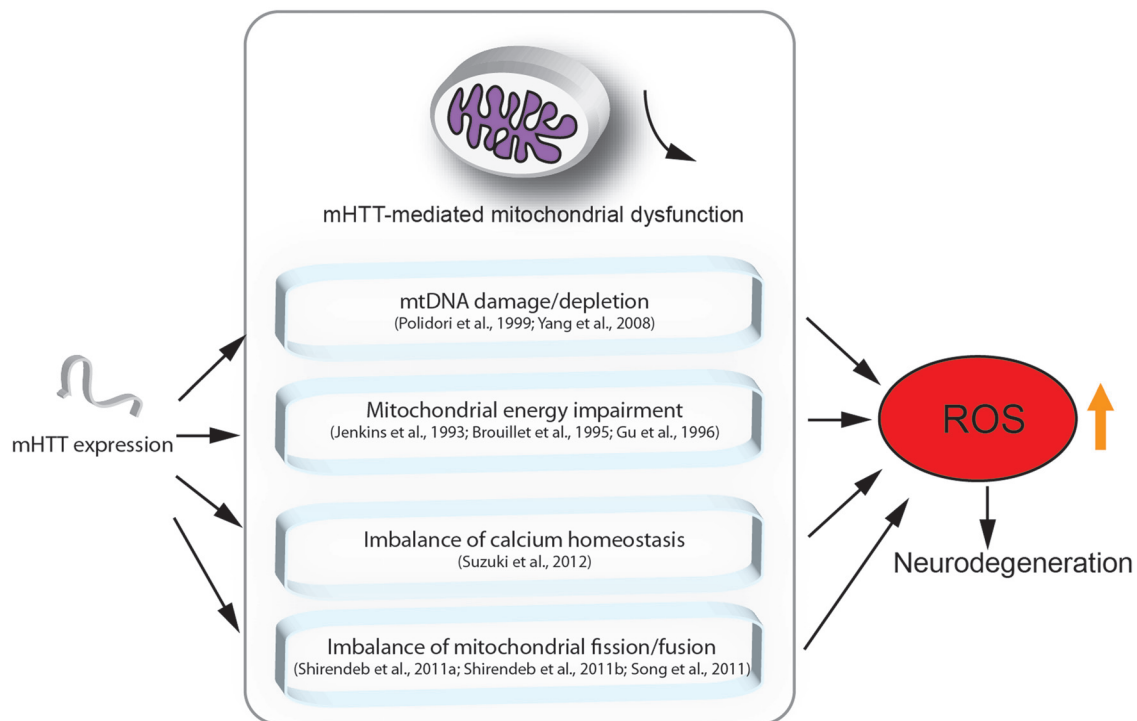 mHTT-mediated mitochondrial dysfunction
mtDNA damage/depletion
(Polidori et al., 1999; Yang et al., 2008)
Mitochondrial energy impairment
(Jenkins et al., 1993; Brouillet et al., 1995; Gu et al., 1996)
mHTT expression
Imbalance of calcium homeostasis
(Suzuki et al., 2012)
Imbalance of mitochondrial fission/fusion
(Shirendeb et al., 2011a; Shirendeb et al., 2011b; Song et al., 2011)
ROS
Neurodegeneration